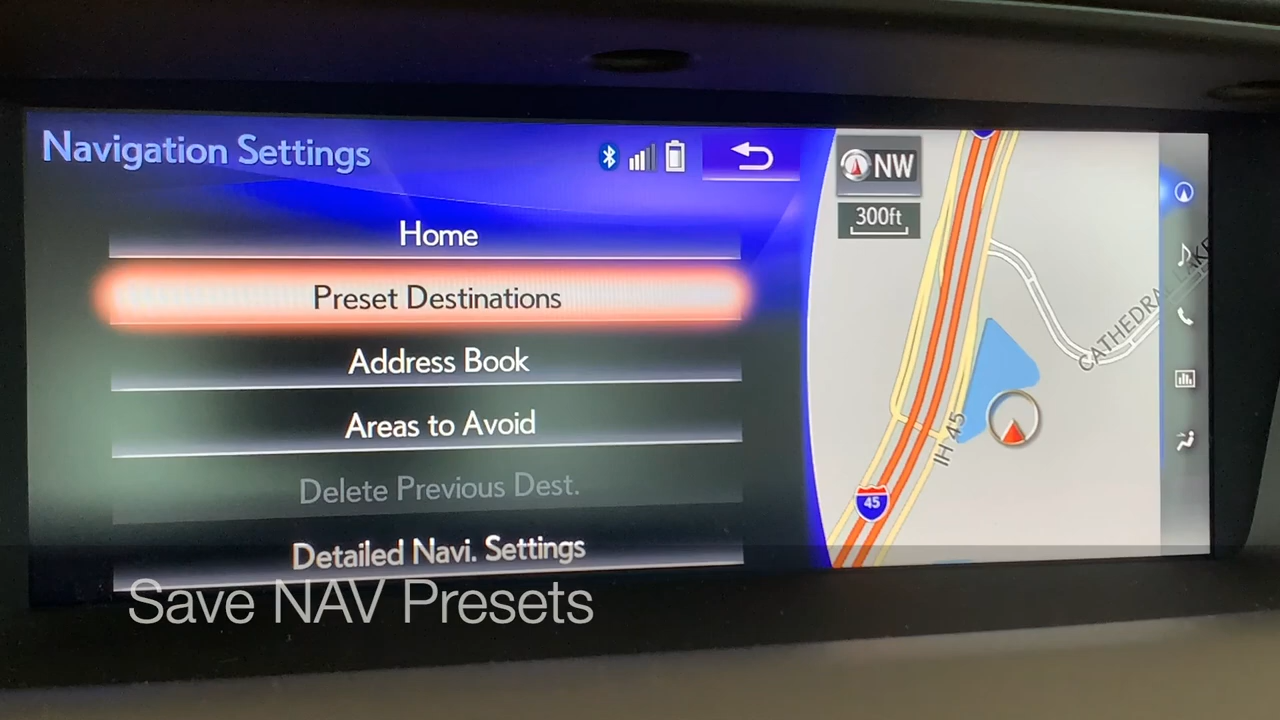 Navigation Settings
Home
Preset Destinations
Address Book
Areas to Avoid
Delete Previous Dest.
Detailed Navi. Settings
NW
300ft
IH 45
45
Save NAV Presets